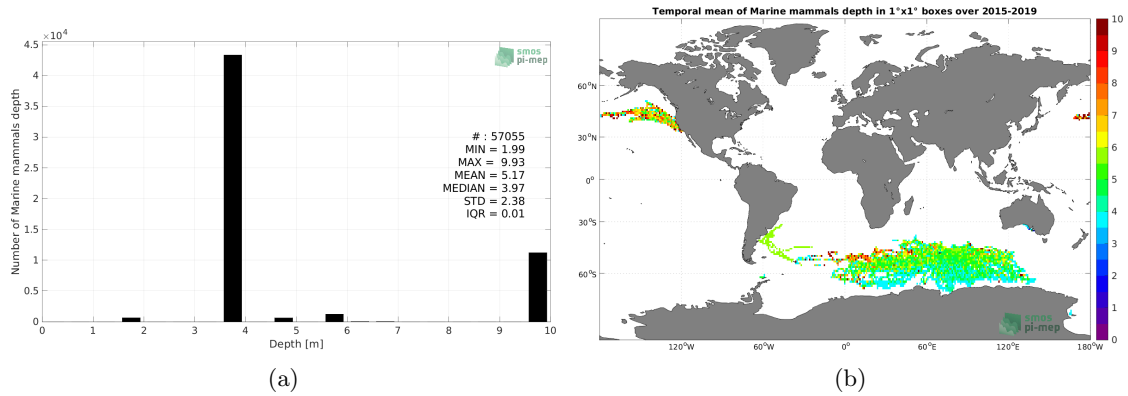 Temporal mean of Marine mammals depth in 1°x1° boxes over 2015-2019
×10⁴
4.5
4
3.5
3
2.5
2
1.5
1
0.5
0
Number of Marine mammals depth
smos
pi-mep
# : 57055
MIN = 1.99
MAX = 9.93
MEAN = 5.17
MEDIAN = 3.97
STD = 2.38
IQR = 0.01
0 1 2 3 4 5 6 7 8 9 10
Depth [m]
(a)
60°N
30°N
0°
30°S
60°S
120°W 60°W 0° 60°E 120°E 180°W
smos
pi-mep
10
9
8
7
6
5
4
3
2
1
0
(b)